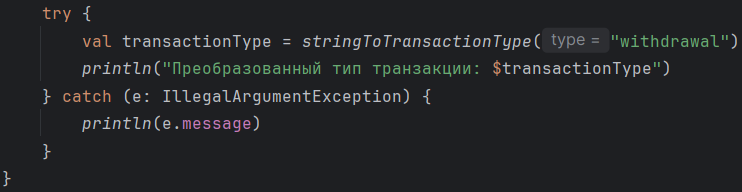 try {
val transactionType = stringToTransactionType( type = "withdrawal")
println("Преобразованный тип транзакции: $transactionType")
} catch (e: IllegalArgumentException) {
println(e.message)
}
}